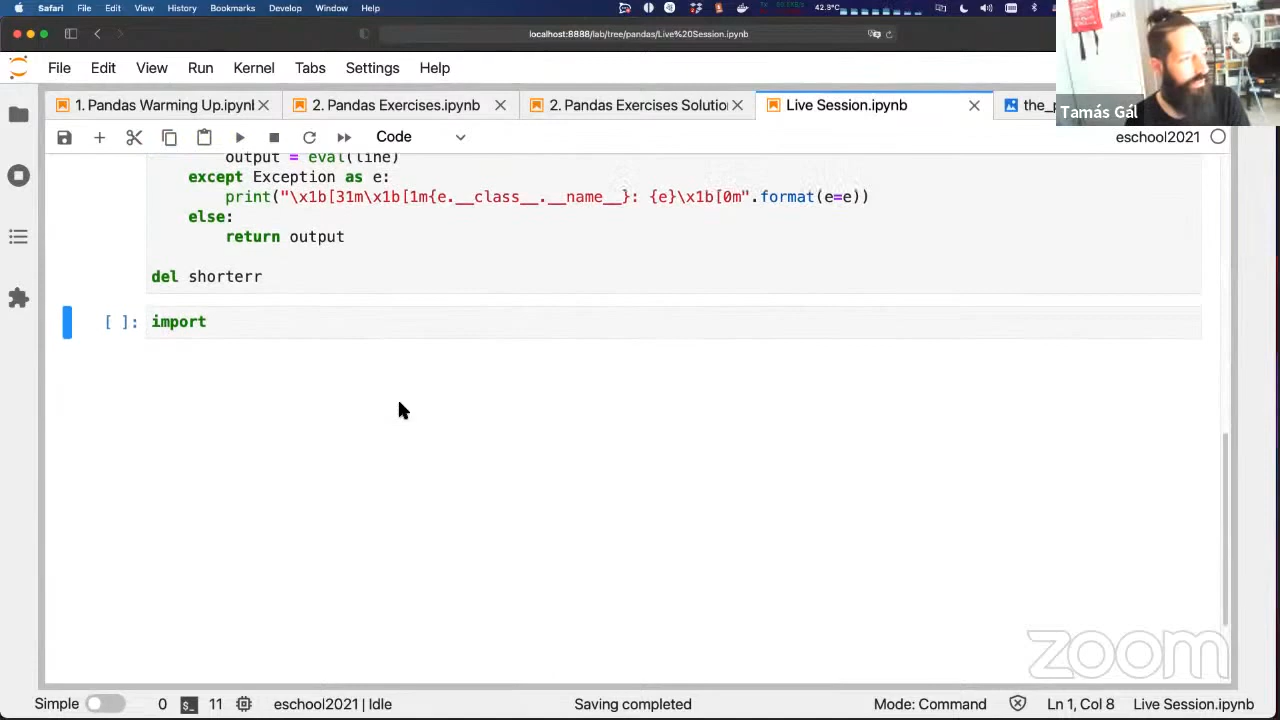 Safari File Edit View History Bookmarks Develop Window Help 42.3°C
localhost:8888/lab/tree/pandas/Live%20Session.ipynb
File Edit View Run Kernel Tabs Settings Help
Tamás Gál
1. Pandas Warming Up.ipynl 2. Pandas Exercises.ipynb 2. Pandas Exercises Solutio Live Session.ipynb the_p
Code eschool2021
output = eval(line)
except Exception as e:
print("\x1b[31m\x1b[1m{e.__class__.__name__}: {e}\x1b[0m".format(e=e))
else:
return output
del shorterr
[ ]: import
zoom
Simple 0 $_ 11 eschool2021 | Idle Saving completed Mode: Command Ln 1, Col 8 Live Session.ipynb